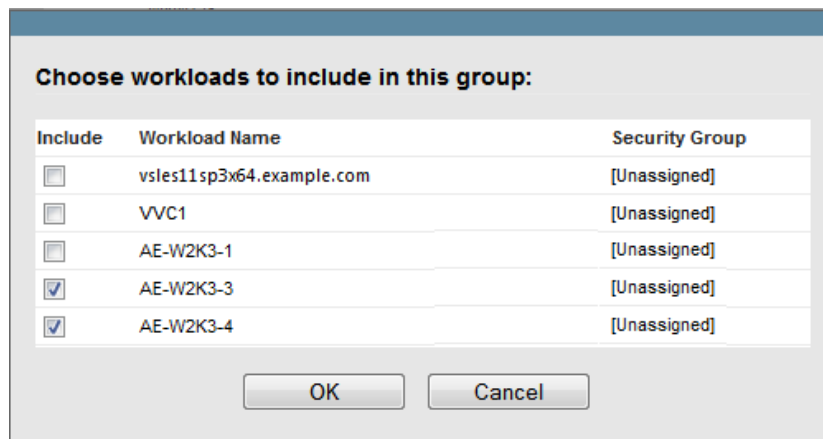 Choose workloads to include in this group:
Include Workload Name Security Group
vsles11sp3x64.example.com [Unassigned]
VVC1 [Unassigned]
AE-W2K3-1 [Unassigned]
AE-W2K3-3 [Unassigned]
AE-W2K3-4 [Unassigned]
OK Cancel